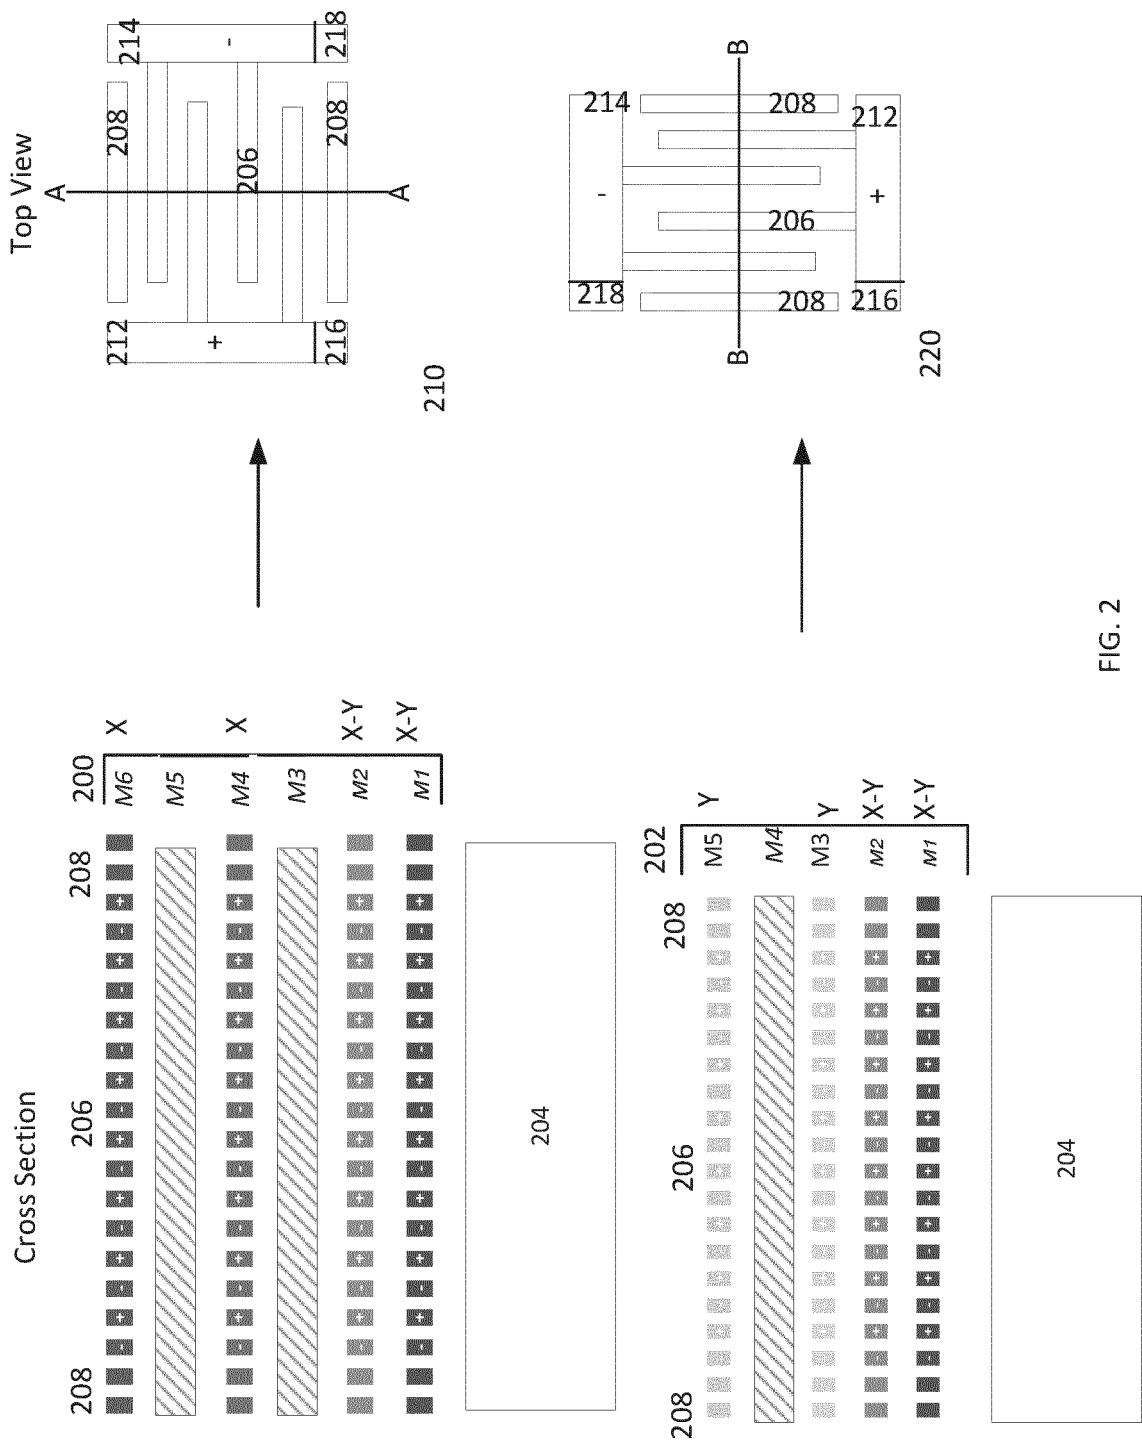 Cross Section
208 206 208 200
- + - + - + - + - + - + - + - + M6 X
M5
- + - + - + - + - + - + - + - + M4 X
M3
- + - + - + - + - + - + - + - + M2 X-Y
- + - + - + - + - + - + - + - + M1 X-Y
204
Top View
A
212 208 214
206
+ -
216 208 218
A
210
208 206 208 202
- + - + - + - + - + - + - + - + M5 Y
M4
- + - + - + - + - + - + - + - + M3 Y
- + - + - + - + - + - + - + - + M2 X-Y
- + - + - + - + - + - + - + - + M1 X-Y
204
218 - 214
B 208 206 208 B
216 + 212
220
FIG. 2